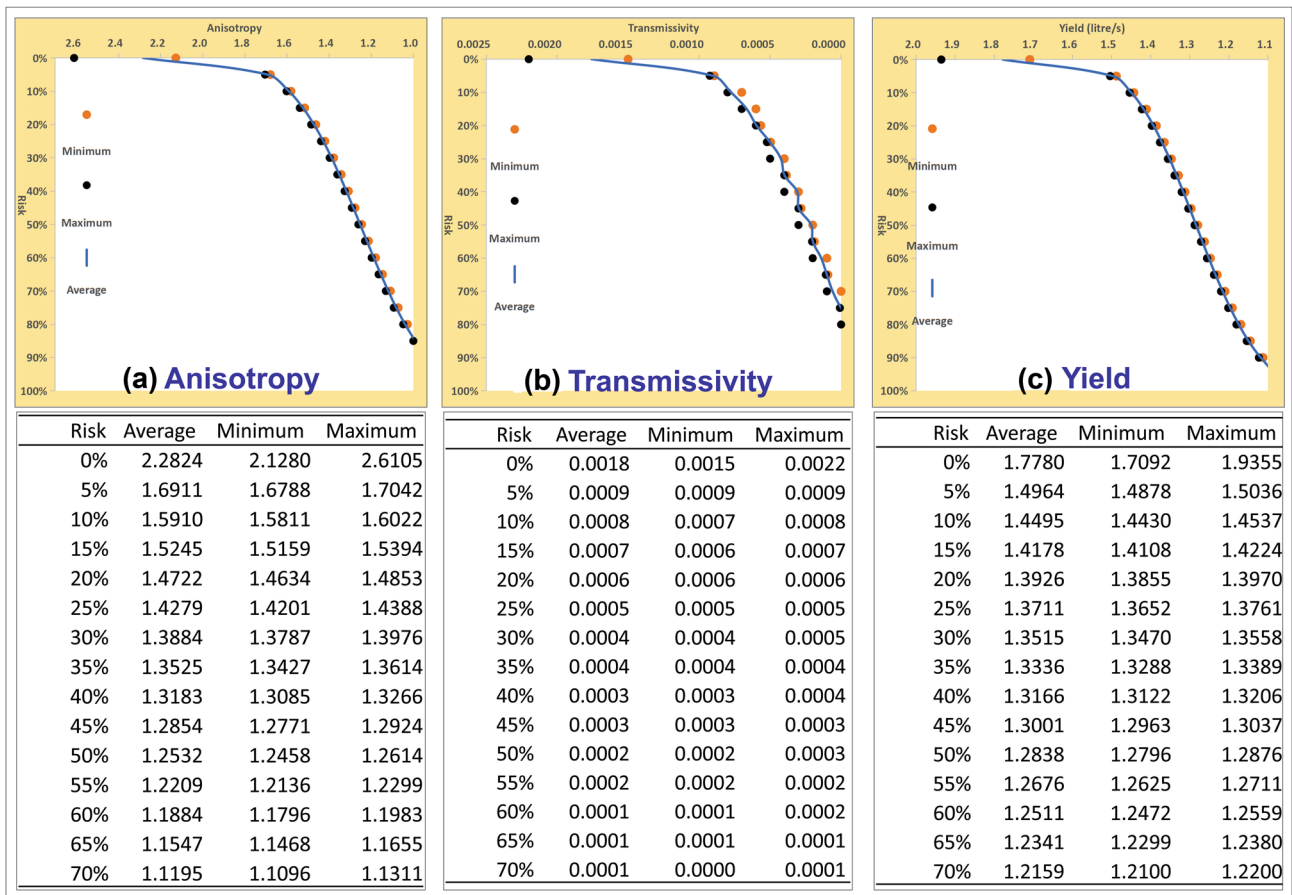 Anisotropy
2.6 2.4 2.2 2.0 1.8 1.6 1.4 1.2 1.0
0%
10%
20%
30%
40%
50%
60%
70%
80%
90%
100%
Risk
Minimum
Maximum
Average
(a) Anisotropy
Transmissivity
0.0025 0.0020 0.0015 0.0010 0.0005 0.0000
0%
10%
20%
30%
40%
50%
60%
70%
80%
90%
100%
Risk
Minimum
Maximum
Average
(b) Transmissivity
Yield (litre/s)
2.0 1.9 1.8 1.7 1.6 1.5 1.4 1.3 1.2 1.1
0%
10%
20%
30%
40%
50%
60%
70%
80%
90%
100%
Risk
Minimum
Maximum
Average
(c) Yield
Risk Average Minimum Maximum
0% 2.2824 2.1280 2.6105
5% 1.6911 1.6788 1.7042
10% 1.5910 1.5811 1.6022
15% 1.5245 1.5159 1.5394
20% 1.4722 1.4634 1.4853
25% 1.4279 1.4201 1.4388
30% 1.3884 1.3787 1.3976
35% 1.3525 1.3427 1.3614
40% 1.3183 1.3085 1.3266
45% 1.2854 1.2771 1.2924
50% 1.2532 1.2458 1.2614
55% 1.2209 1.2136 1.2299
60% 1.1884 1.1796 1.1983
65% 1.1547 1.1468 1.1655
70% 1.1195 1.1096 1.1311
Risk Average Minimum Maximum
0% 0.0018 0.0015 0.0022
5% 0.0009 0.0009 0.0009
10% 0.0008 0.0007 0.0008
15% 0.0007 0.0006 0.0007
20% 0.0006 0.0006 0.0006
25% 0.0005 0.0005 0.0005
30% 0.0004 0.0004 0.0005
35% 0.0004 0.0004 0.0004
40% 0.0003 0.0003 0.0004
45% 0.0003 0.0003 0.0003
50% 0.0002 0.0002 0.0003
55% 0.0002 0.0002 0.0002
60% 0.0001 0.0001 0.0002
65% 0.0001 0.0001 0.0001
70% 0.0001 0.0000 0.0001
Risk Average Minimum Maximum
0% 1.7780 1.7092 1.9355
5% 1.4964 1.4878 1.5036
10% 1.4495 1.4430 1.4537
15% 1.4178 1.4108 1.4224
20% 1.3926 1.3855 1.3970
25% 1.3711 1.3652 1.3761
30% 1.3515 1.3470 1.3558
35% 1.3336 1.3288 1.3389
40% 1.3166 1.3122 1.3206
45% 1.3001 1.2963 1.3037
50% 1.2838 1.2796 1.2876
55% 1.2676 1.2625 1.2711
60% 1.2511 1.2472 1.2559
65% 1.2341 1.2299 1.2380
70% 1.2159 1.2100 1.2200